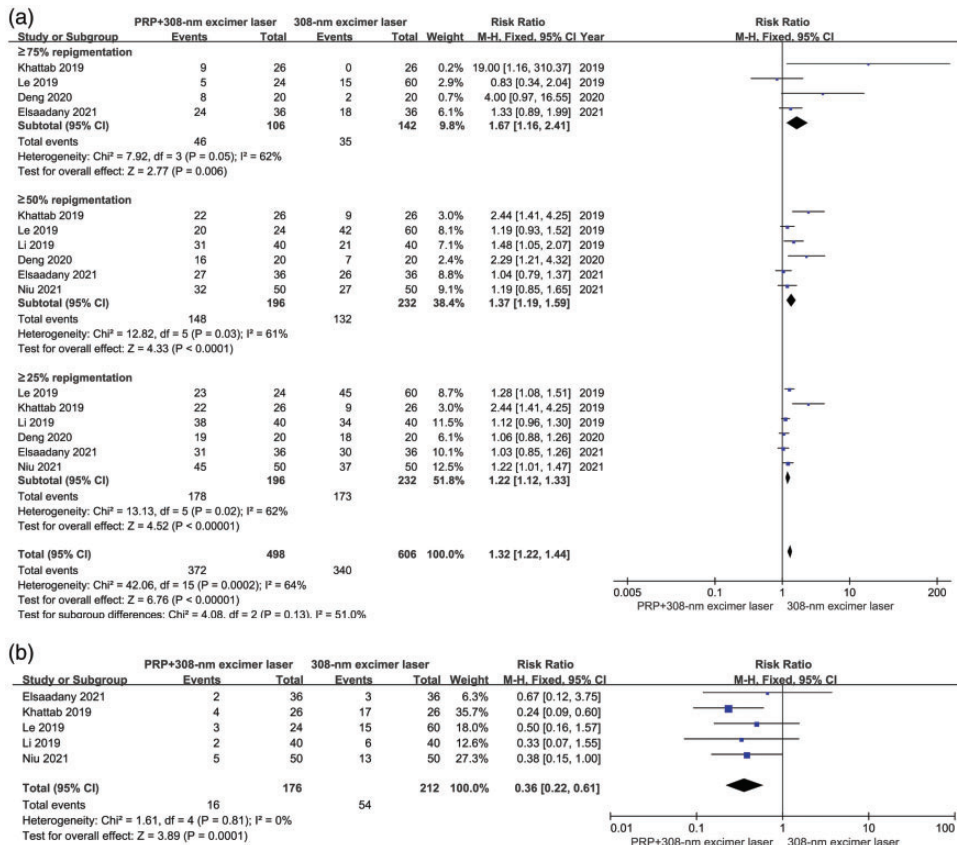 (a)
PRP+308-nm excimer laser 308-nm excimer laser Risk Ratio Risk Ratio
Study or Subgroup Events Total Events Total Weight M-H. Fixed. 95% CI Year M-H. Fixed. 95% CI
≥75% repigmentation
Khattab 2019 9 26 0 26 0.2% 19.00 [1.16, 310.37] 2019
Le 2019 5 24 15 60 2.9% 0.83 [0.34, 2.04] 2019
Deng 2020 8 20 2 20 0.7% 4.00 [0.97, 16.55] 2020
Elsaadany 2021 24 36 18 36 6.1% 1.33 [0.89, 1.99] 2021
Subtotal (95% CI) 106 142 9.8% 1.67 [1.16, 2.41]
Total events 46 35
Heterogeneity: Chi² = 7.92, df = 3 (P = 0.05); I² = 62%
Test for overall effect: Z = 2.77 (P = 0.006)
≥50% repigmentation
Khattab 2019 22 26 9 26 3.0% 2.44 [1.41, 4.25] 2019
Le 2019 20 24 42 60 8.1% 1.19 [0.93, 1.52] 2019
Li 2019 31 40 21 40 7.1% 1.48 [1.05, 2.07] 2019
Deng 2020 16 20 7 20 2.4% 2.29 [1.21, 4.32] 2020
Elsaadany 2021 27 36 26 36 8.8% 1.04 [0.79, 1.37] 2021
Niu 2021 32 50 27 50 9.1% 1.19 [0.85, 1.65] 2021
Subtotal (95% CI) 196 232 38.4% 1.37 [1.19, 1.59]
Total events 148 132
Heterogeneity: Chi² = 12.82, df = 5 (P = 0.03); I² = 61%
Test for overall effect: Z = 4.33 (P < 0.0001)
≥25% repigmentation
Le 2019 23 24 45 60 8.7% 1.28 [1.08, 1.51] 2019
Khattab 2019 22 26 9 26 3.0% 2.44 [1.41, 4.25] 2019
Li 2019 38 40 34 40 11.5% 1.12 [0.96, 1.30] 2019
Deng 2020 19 20 18 20 6.1% 1.06 [0.88, 1.26] 2020
Elsaadany 2021 31 36 30 36 10.1% 1.03 [0.85, 1.26] 2021
Niu 2021 45 50 37 50 12.5% 1.22 [1.01, 1.47] 2021
Subtotal (95% CI) 196 232 51.8% 1.22 [1.12, 1.33]
Total events 178 173
Heterogeneity: Chi² = 13.13, df = 5 (P = 0.02); I² = 62%
Test for overall effect: Z = 4.52 (P < 0.00001)
Total (95% CI) 498 606 100.0% 1.32 [1.22, 1.44]
Total events 372 340
Heterogeneity: Chi² = 42.06, df = 15 (P = 0.0002); I² = 64%
Test for overall effect: Z = 6.76 (P < 0.00001)
Test for subgroup differences: Chi² = 4.08, df = 2 (P = 0.13), I² = 51.0%
0.005 0.1 1 10 200
PRP+308-nm excimer laser 308-nm excimer laser
(b)
PRP+308-nm excimer laser 308-nm excimer laser Risk Ratio Risk Ratio
Study or Subgroup Events Total Events Total Weight M-H. Fixed. 95% CI M-H. Fixed. 95% CI
Elsaadany 2021 2 36 3 36 6.3% 0.67 [0.12, 3.75]
Khattab 2019 4 26 17 26 35.7% 0.24 [0.09, 0.60]
Le 2019 3 24 15 60 18.0% 0.50 [0.16, 1.57]
Li 2019 2 40 6 40 12.6% 0.33 [0.07, 1.55]
Niu 2021 5 50 13 50 27.3% 0.38 [0.15, 1.00]
Total (95% CI) 176 212 100.0% 0.36 [0.22, 0.61]
Total events 16 54
Heterogeneity: Chi² = 1.61, df = 4 (P = 0.81); I² = 0%
Test for overall effect: Z = 3.89 (P = 0.0001)
0.01 0.1 1 10 100
PRP+308-nm excimer laser 308-nm excimer laser